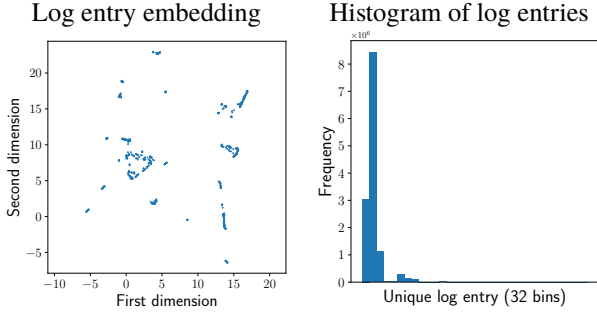 Log entry embedding
20
15
10
5
0
−5
Second dimension
−10 −5 0 5 10 15 20
First dimension
Histogram of log entries
×10⁶
8
7
6
5
4
3
2
1
0
Frequency
Unique log entry (32 bins)